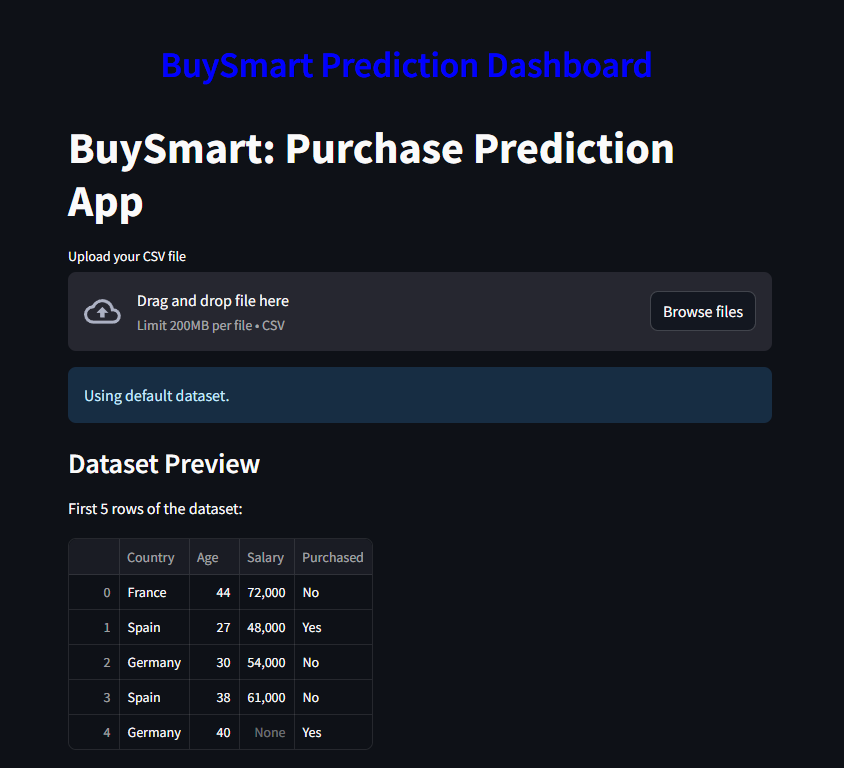 BuySmart Prediction Dashboard
BuySmart: Purchase Prediction
App
Upload your CSV file
Drag and drop file here
Limit 200MB per file • CSV
Browse files
Using default dataset.
Dataset Preview
First 5 rows of the dataset:
Country Age Salary Purchased
0 France 44 72,000 No
1 Spain 27 48,000 Yes
2 Germany 30 54,000 No
3 Spain 38 61,000 No
4 Germany 40 None Yes